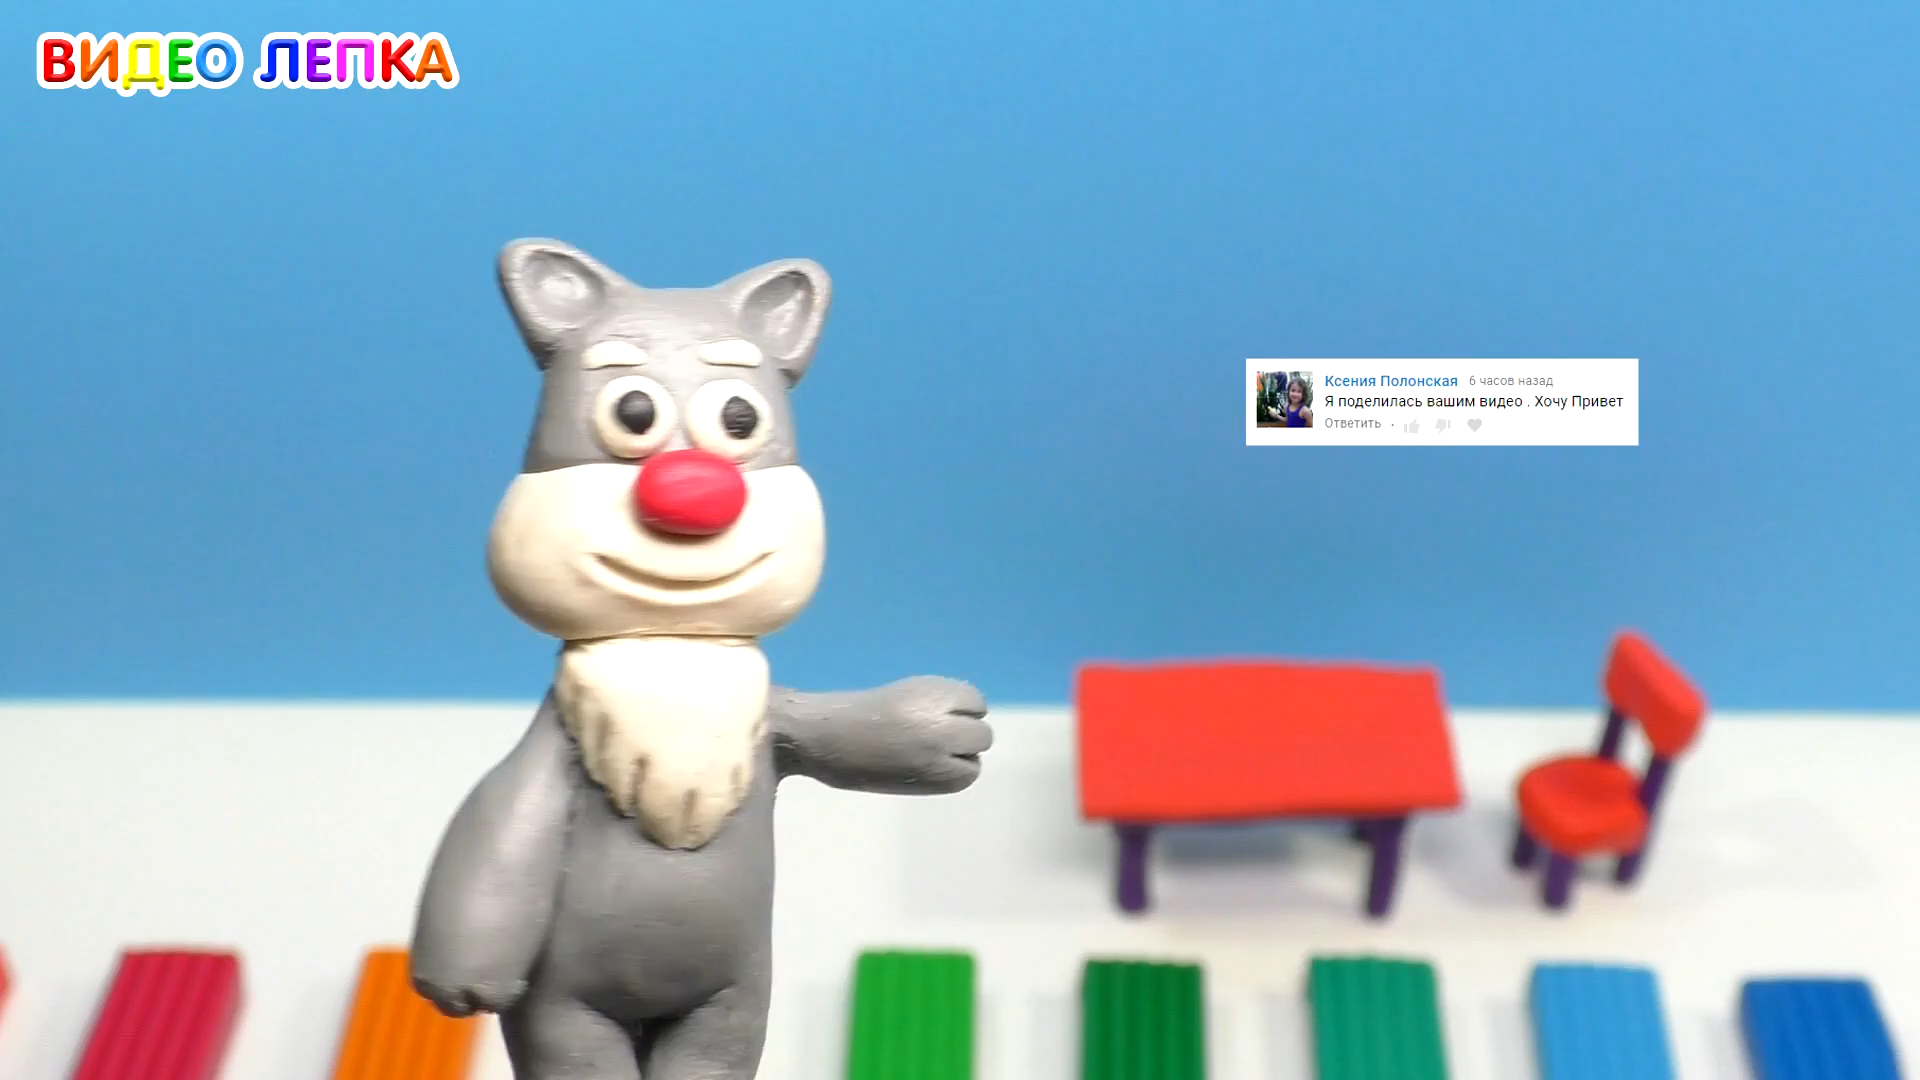 ВИДЕО ЛЕПКА
Ксения Полонская 6 часов назад
Я поделилась вашим видео . Хочу Привет
Ответить ·